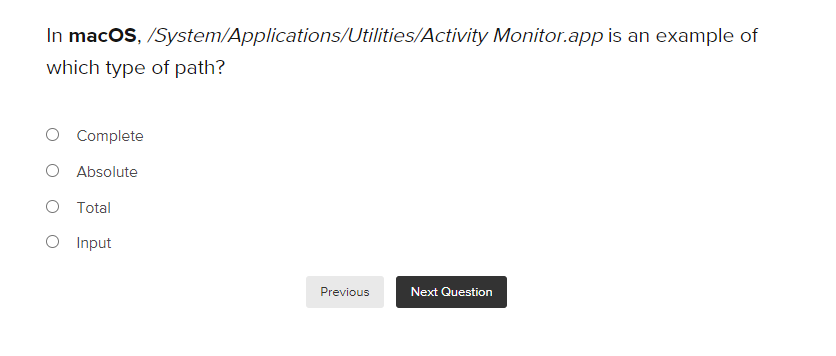 In macOS, /System/Applications/Utilities/Activity Monitor.app is an example of
which type of path?
Complete
Absolute
Total
Input
Previous
Next Question